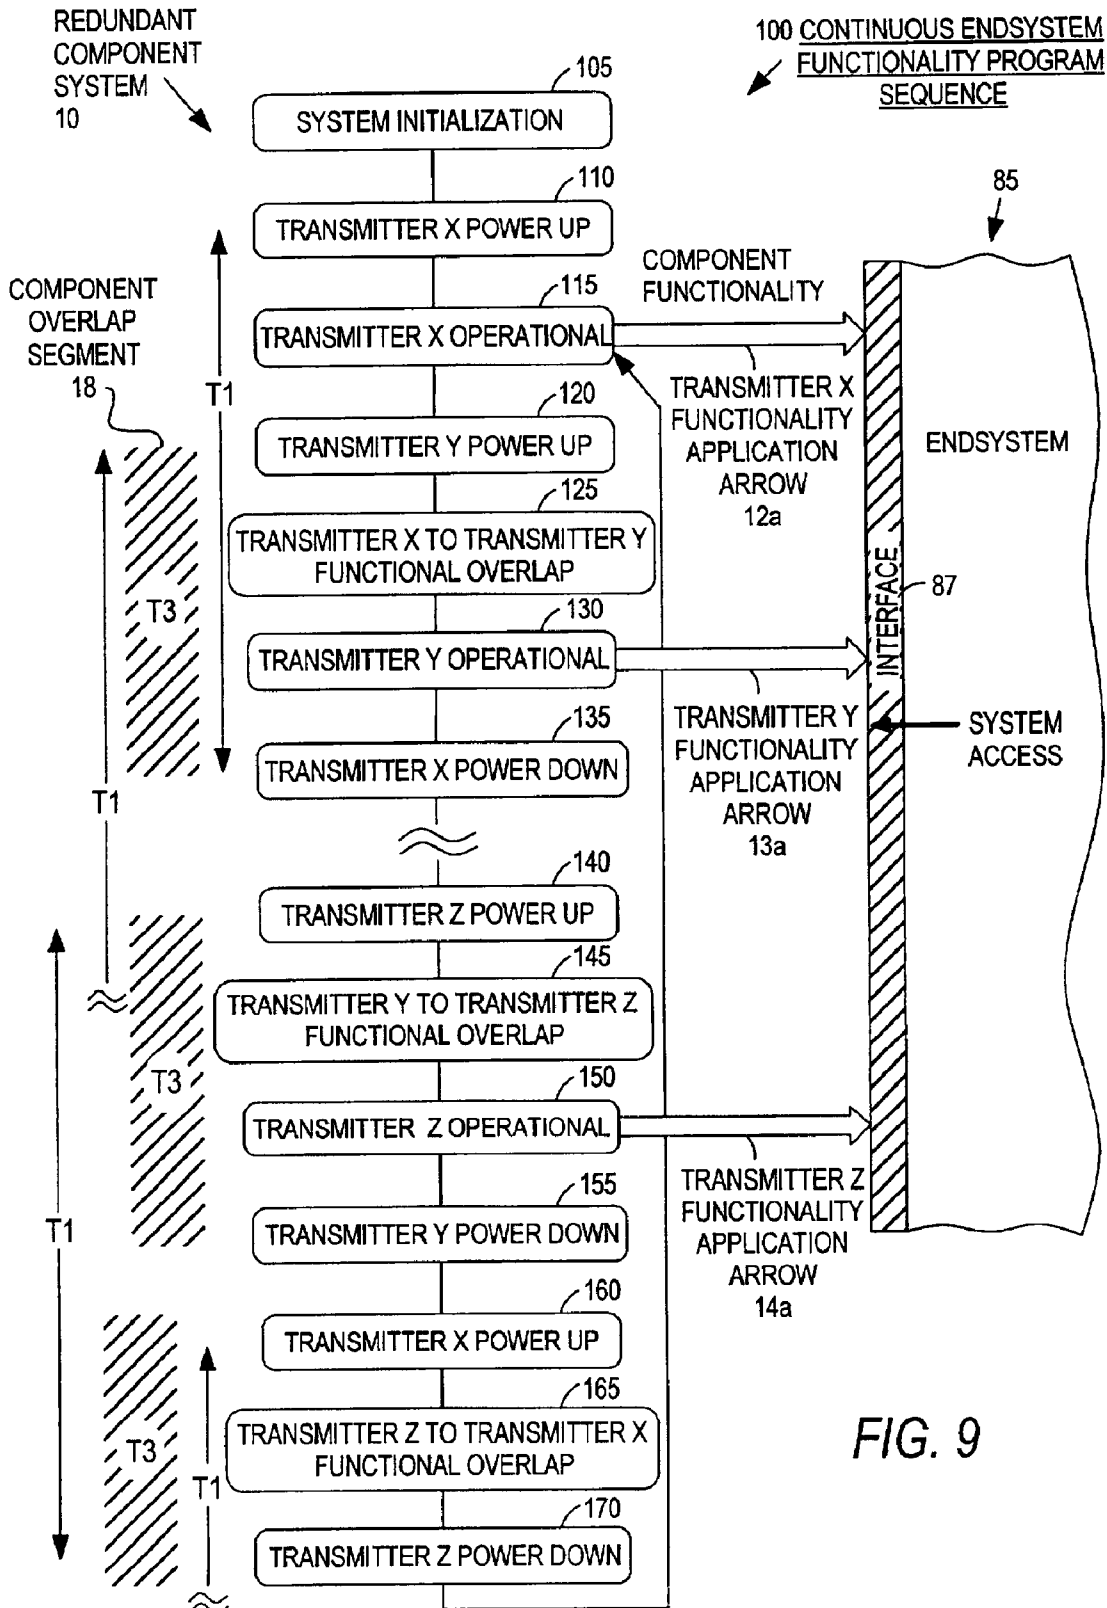 REDUNDANT
COMPONENT
SYSTEM
10
100 CONTINUOUS ENDSYSTEM
FUNCTIONALITY PROGRAM
SEQUENCE
105
SYSTEM INITIALIZATION
110
TRANSMITTER X POWER UP
85
COMPONENT
OVERLAP
SEGMENT
18
T1
115
TRANSMITTER X OPERATIONAL
COMPONENT
FUNCTIONALITY
TRANSMITTER X
FUNCTIONALITY
APPLICATION
ARROW
12a
ENDSYSTEM
120
TRANSMITTER Y POWER UP
125
TRANSMITTER X TO TRANSMITTER Y
FUNCTIONAL OVERLAP
T3
INTERFACE
87
130
TRANSMITTER Y OPERATIONAL
TRANSMITTER Y
FUNCTIONALITY
APPLICATION
ARROW
13a
SYSTEM
ACCESS
135
TRANSMITTER X POWER DOWN
T1
140
TRANSMITTER Z POWER UP
145
TRANSMITTER Y TO TRANSMITTER Z
FUNCTIONAL OVERLAP
T3
150
TRANSMITTER Z OPERATIONAL
TRANSMITTER Z
FUNCTIONALITY
APPLICATION
ARROW
14a
155
TRANSMITTER Y POWER DOWN
T1
160
TRANSMITTER X POWER UP
165
TRANSMITTER Z TO TRANSMITTER X
FUNCTIONAL OVERLAP
T3
T1
170
TRANSMITTER Z POWER DOWN
FIG. 9